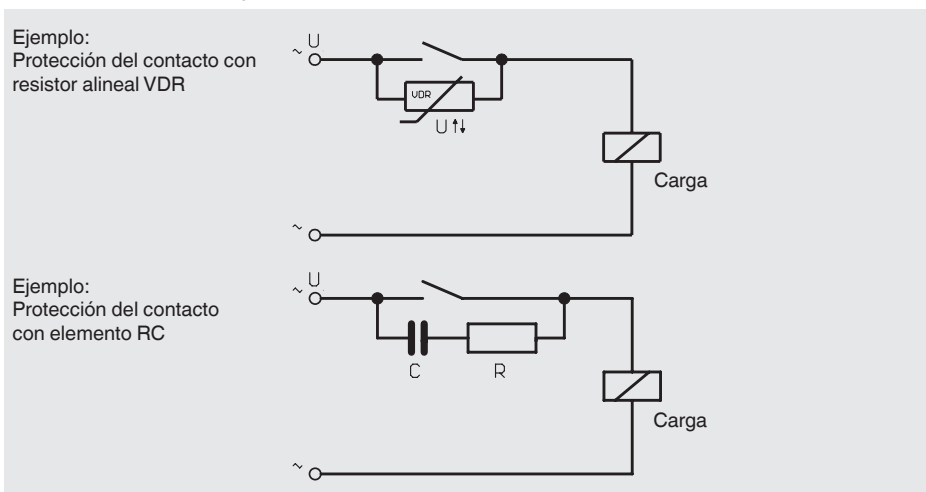 Ejemplo:
Protección del contacto con
resistor alineal VDR
~ U
VDR
U ↑↓
Carga
~
Ejemplo:
Protección del contacto
con elemento RC
~ U
C R
Carga
~